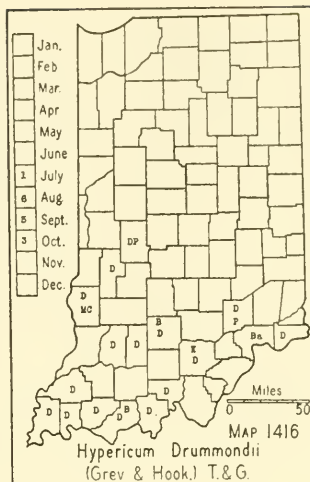 Jan.
Feb
Mar.
Apr
May
June
1 July
6 Aug
5 Sept.
3 Oct.
Nov.
Dec.
DP
D
D
MC
B
D
D
P
D D
K
D
Ba D
D
D
D D D D B D.
Miles
0 50
MAP 1416
Hypericum Drummondii
(Grev & Hook.) T.& G.